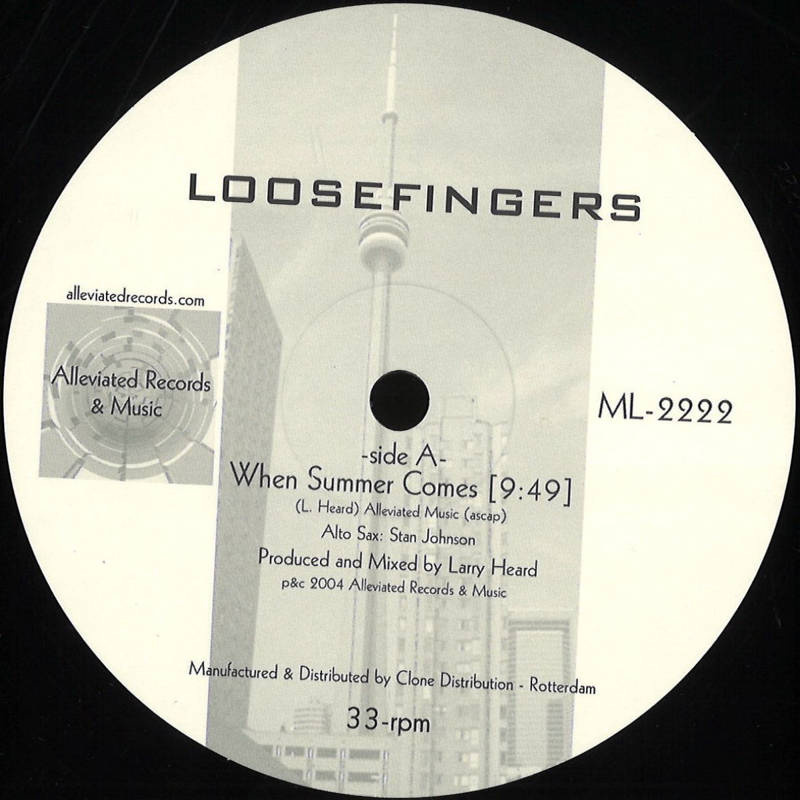 LOOSEFINGERS
alleviatedrecords.com
Alleviated Records
& Music
ML-2222
-side A-
When Summer Comes [9:49]
(L. Heard) Alleviated Music (ascap)
Alto Sax: Stan Johnson
Produced and Mixed by Larry Heard
p&c 2004 Alleviated Records & Music
Manufactured & Distributed by Clone Distribution - Rotterdam
33-rpm